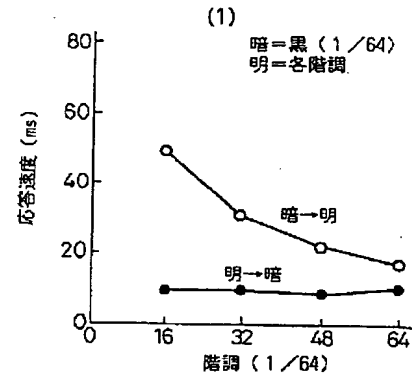 (1)
80
暗=黒 (1/64)
明=各階調
60
応答速度 (ms)
40
暗→明
20
明→暗
0
0 16 32 48 64
階調 (1/64)